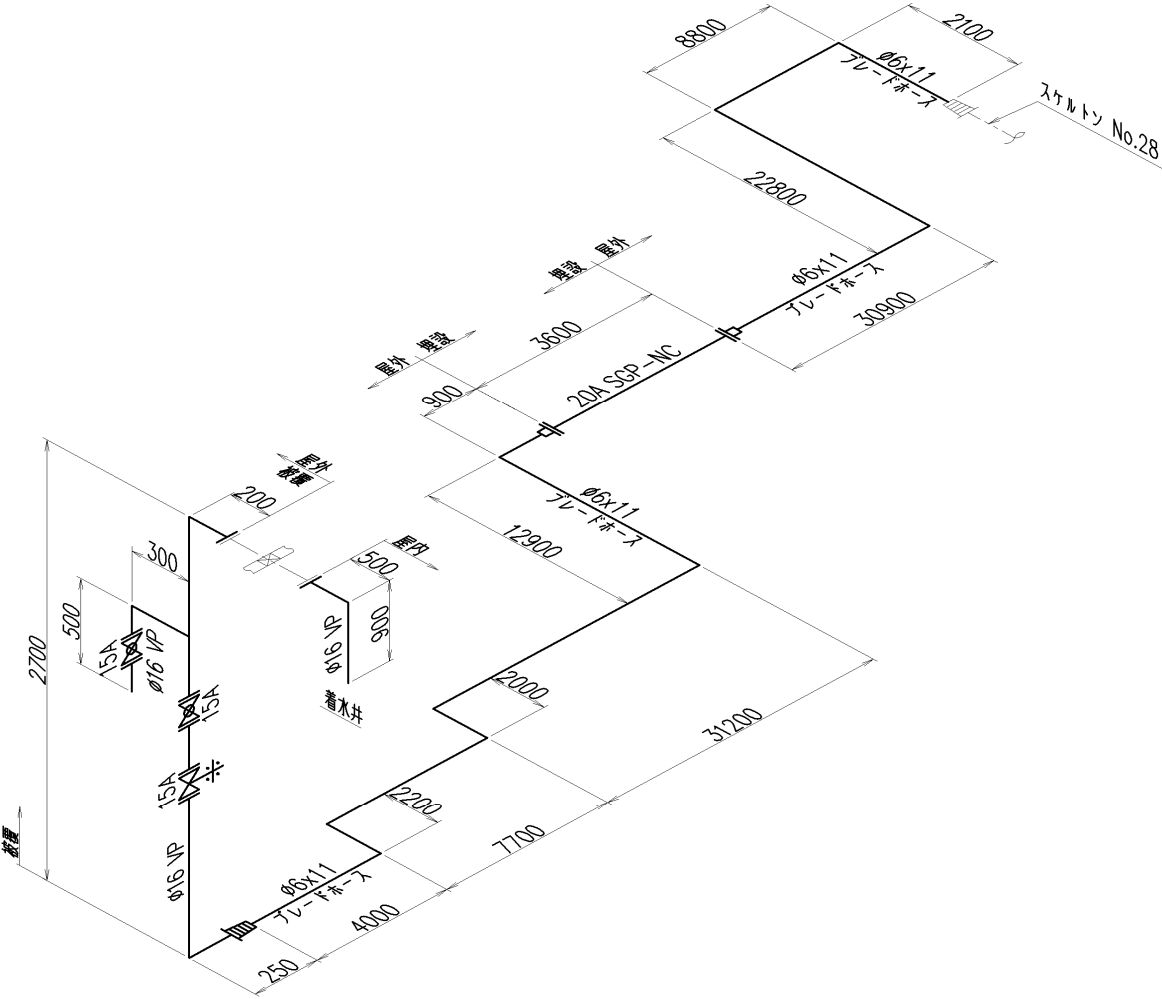 8800
2100
φ6x11
ブレードホース
スケルトン No.28
22800
埋設 屋外
φ6x11
ブレードホース
30900
屋外 埋設
3600
900
20A SGP-NC
屋外
被覆
200
φ6x11
ブレードホース
12900
屋内
500
300
500
900
2700
15A
φ16 VP
φ16 VP
15A
着水井
2000
31200
15A
※
2200
7700
被覆
φ16 VP
φ6x11
ブレードホース
4000
250